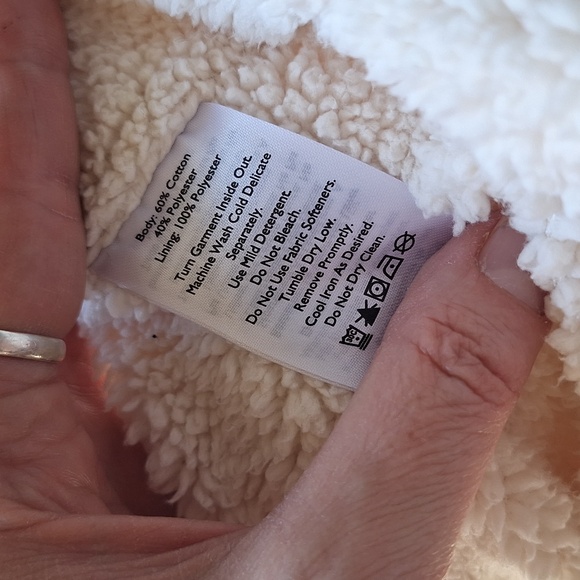 Body: 60% Cotton
40% Polyester
Lining: 100% Polyester
Turn Garment Inside Out.
Machine Wash Cold Delicate
Separately.
Use Mild Detergent.
Do Not Bleach.
Do Not Use Fabric Softeners.
Tumble Dry Low.
Remove Promptly.
Cool Iron As Desired.
Do Not Dry Clean.